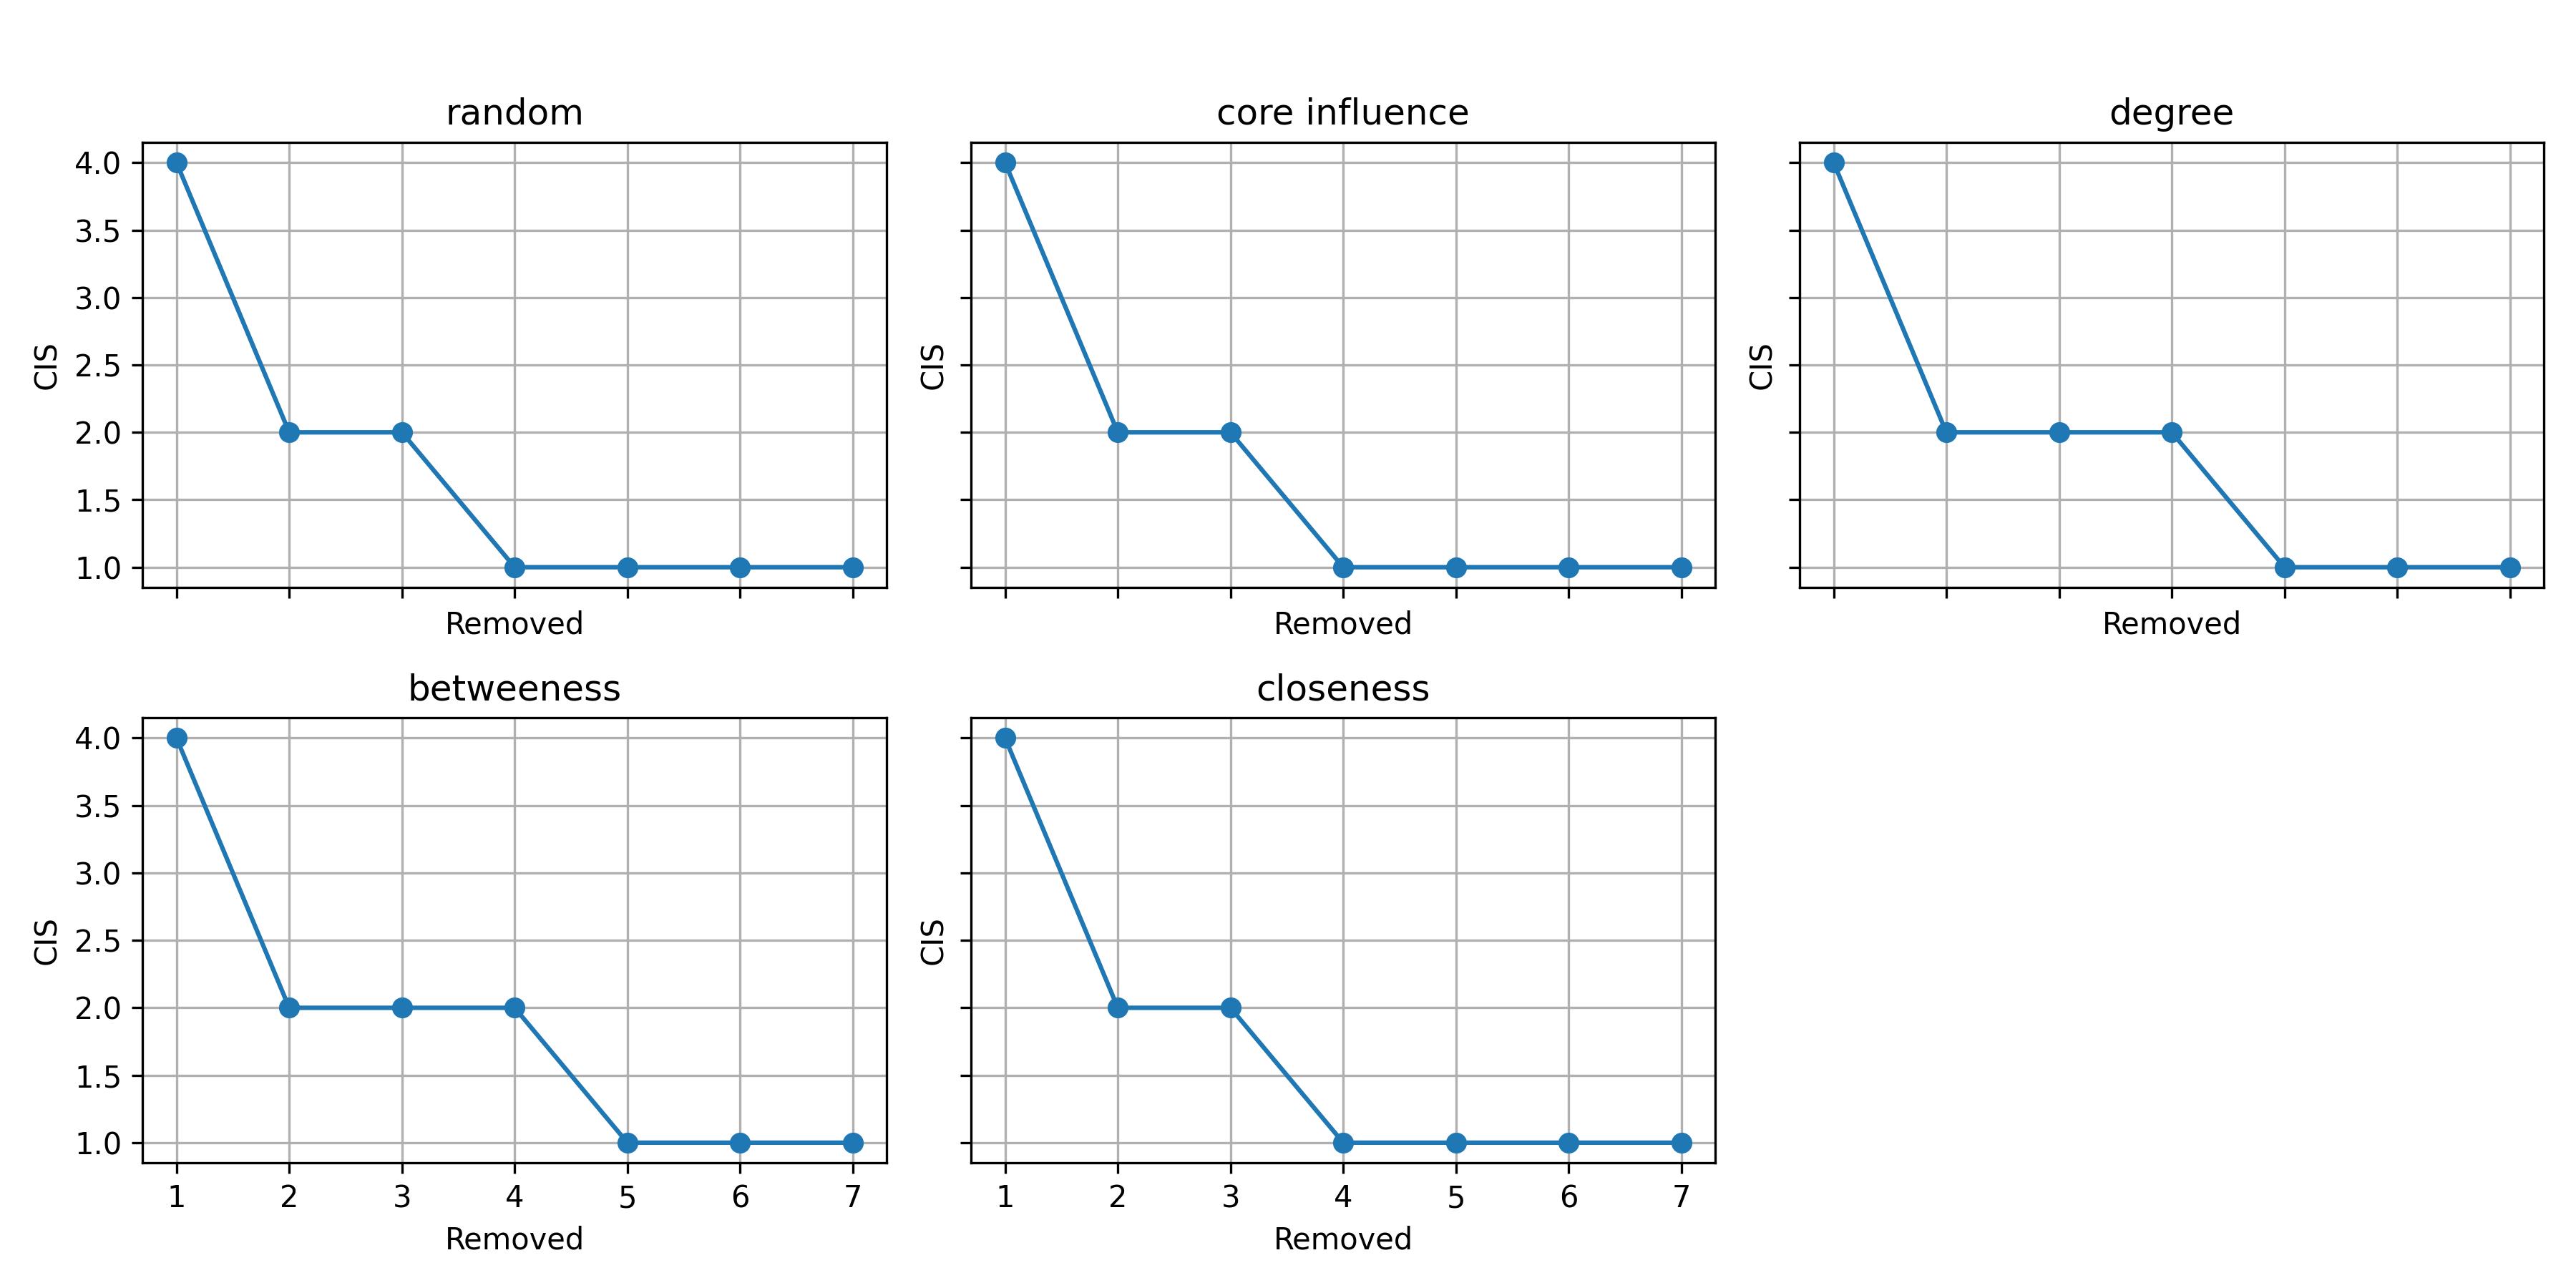 random
core influence
degree
4.0
3.5
3.0
2.5
2.0
1.5
1.0
CIS
CIS
CIS
Removed
Removed
Removed
betweeness
closeness
4.0
3.5
3.0
2.5
2.0
1.5
1.0
CIS
CIS
1 2 3 4 5 6 7
1 2 3 4 5 6 7
Removed
Removed